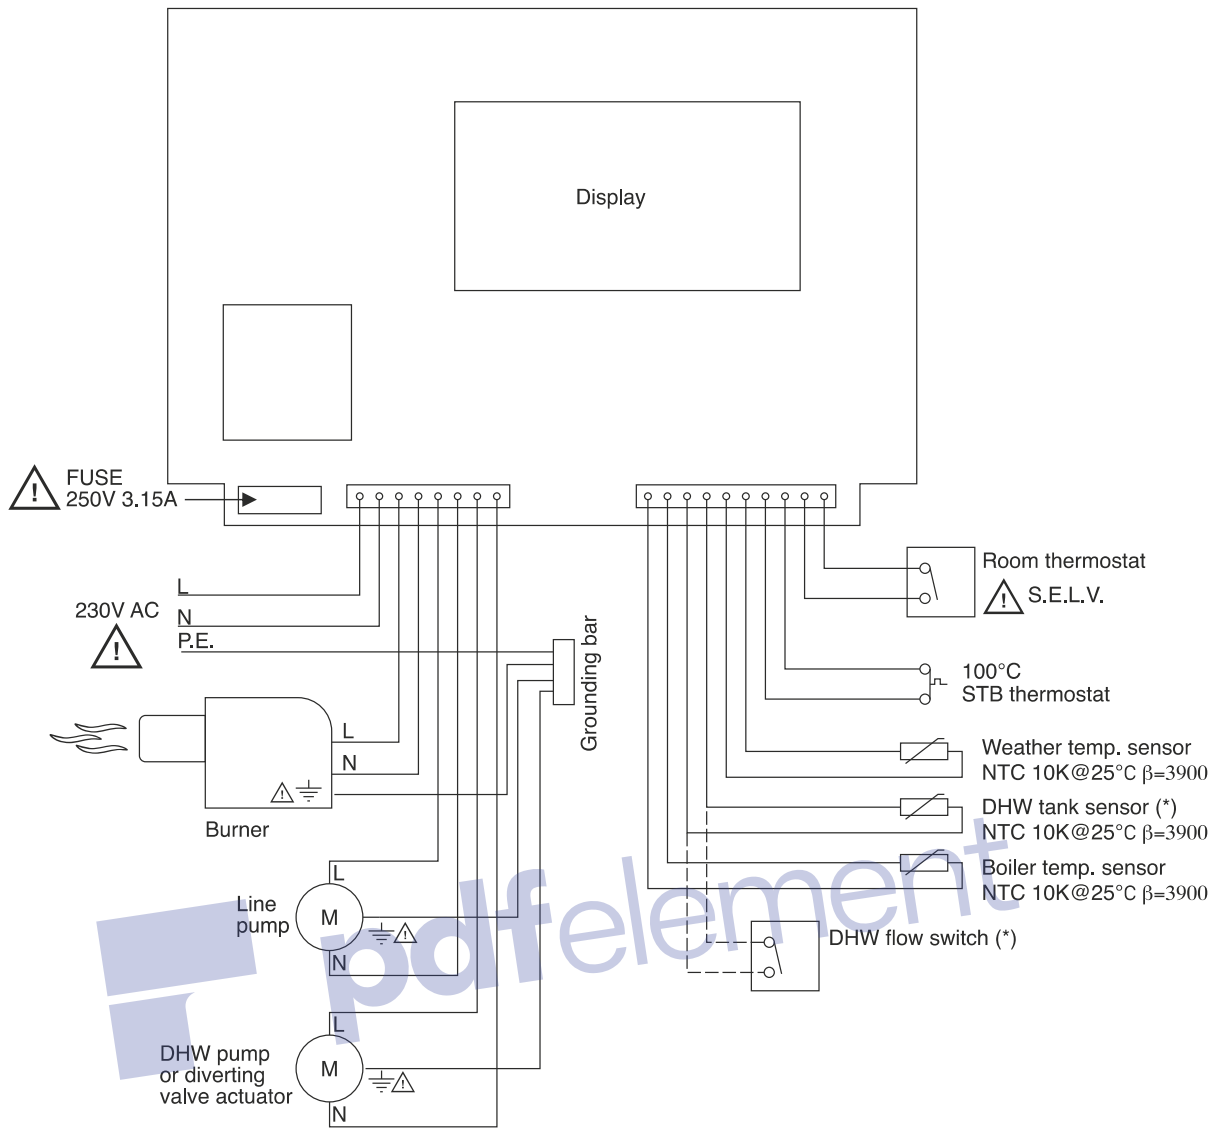 Display
FUSE
250V 3.15A
L
230V AC
N
P.E.
Grounding bar
L
N
Burner
L
Line
pump
M
N
L
DHW pump
or diverting
valve actuator
M
N
Room thermostat
S.E.L.V.
100°C
STB thermostat
Weather temp. sensor
NTC 10K@25°C β=3900
DHW tank sensor (*)
NTC 10K@25°C β=3900
Boiler temp. sensor
NTC 10K@25°C β=3900
DHW flow switch (*)
pdfelement